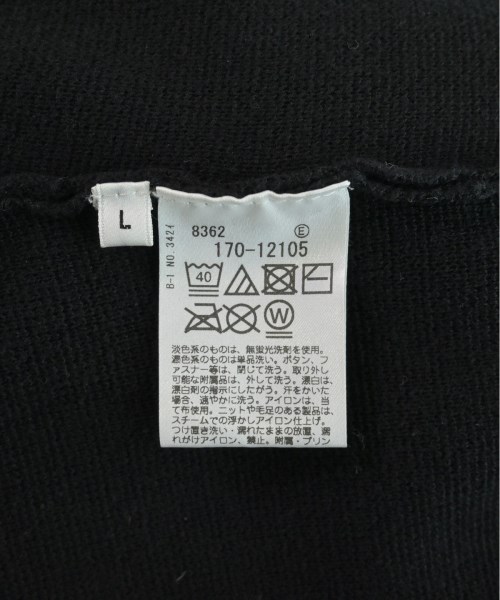 L
B-1 NO.342
8362 Ⓔ
170-12105
40
W
淡色系のものは、無蛍光洗剤を使用。
濃色系のものは単品洗い。ボタン、フ
ァスナー等は、閉じて洗う。取り外し
可能な附属品は、外して洗う。漂白は、
漂白剤の指示にしたがう。汗をかいた
場合、速やかに洗う。アイロンは、当
て布使用。ニットや毛足のある製品は、
スチームでの浮かしアイロン仕上げ。
つけ置き洗い・濡れたままの放置、濡
れがけアイロン、禁止。附属・プリン